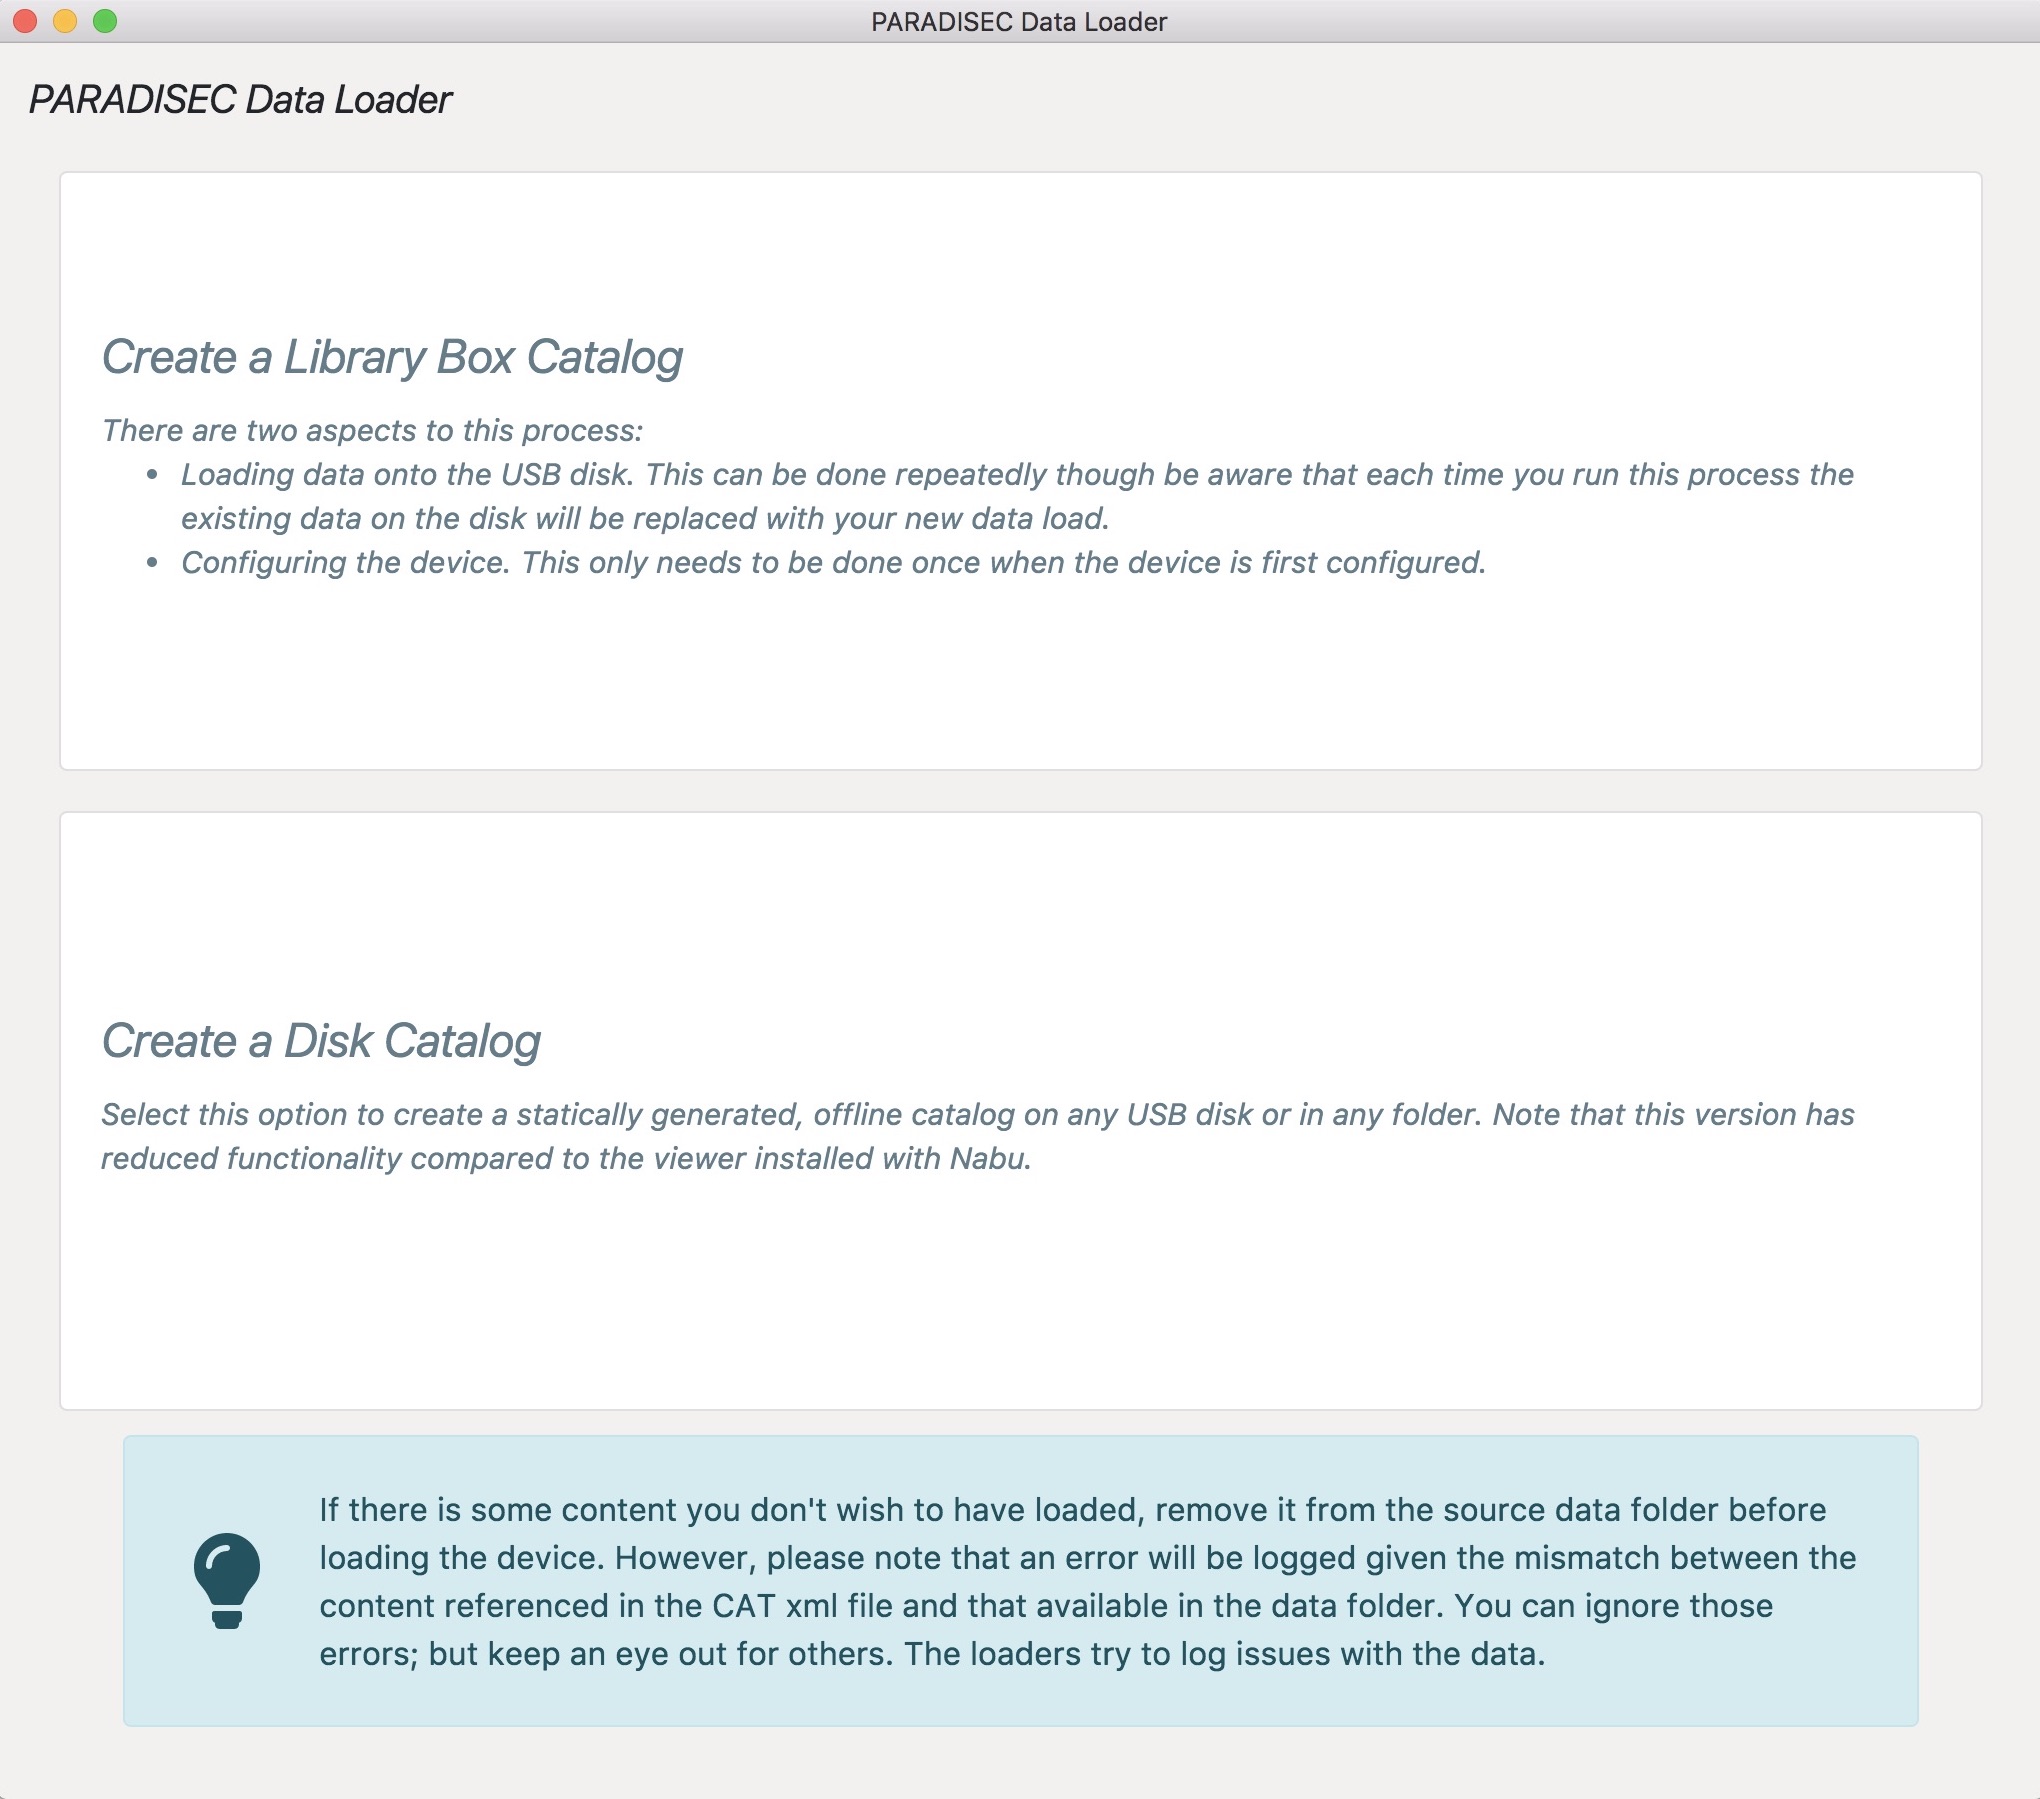 PARADISEC Data Loader
PARADISEC Data Loader
Create a Library Box Catalog
There are two aspects to this process:
• Loading data onto the USB disk. This can be done repeatedly though be aware that each time you run this process the
existing data on the disk will be replaced with your new data load.
• Configuring the device. This only needs to be done once when the device is first configured.
Create a Disk Catalog
Select this option to create a statically generated, offline catalog on any USB disk or in any folder. Note that this version has
reduced functionality compared to the viewer installed with Nabu.
If there is some content you don't wish to have loaded, remove it from the source data folder before
loading the device. However, please note that an error will be logged given the mismatch between the
content referenced in the CAT xml file and that available in the data folder. You can ignore those
errors; but keep an eye out for others. The loaders try to log issues with the data.